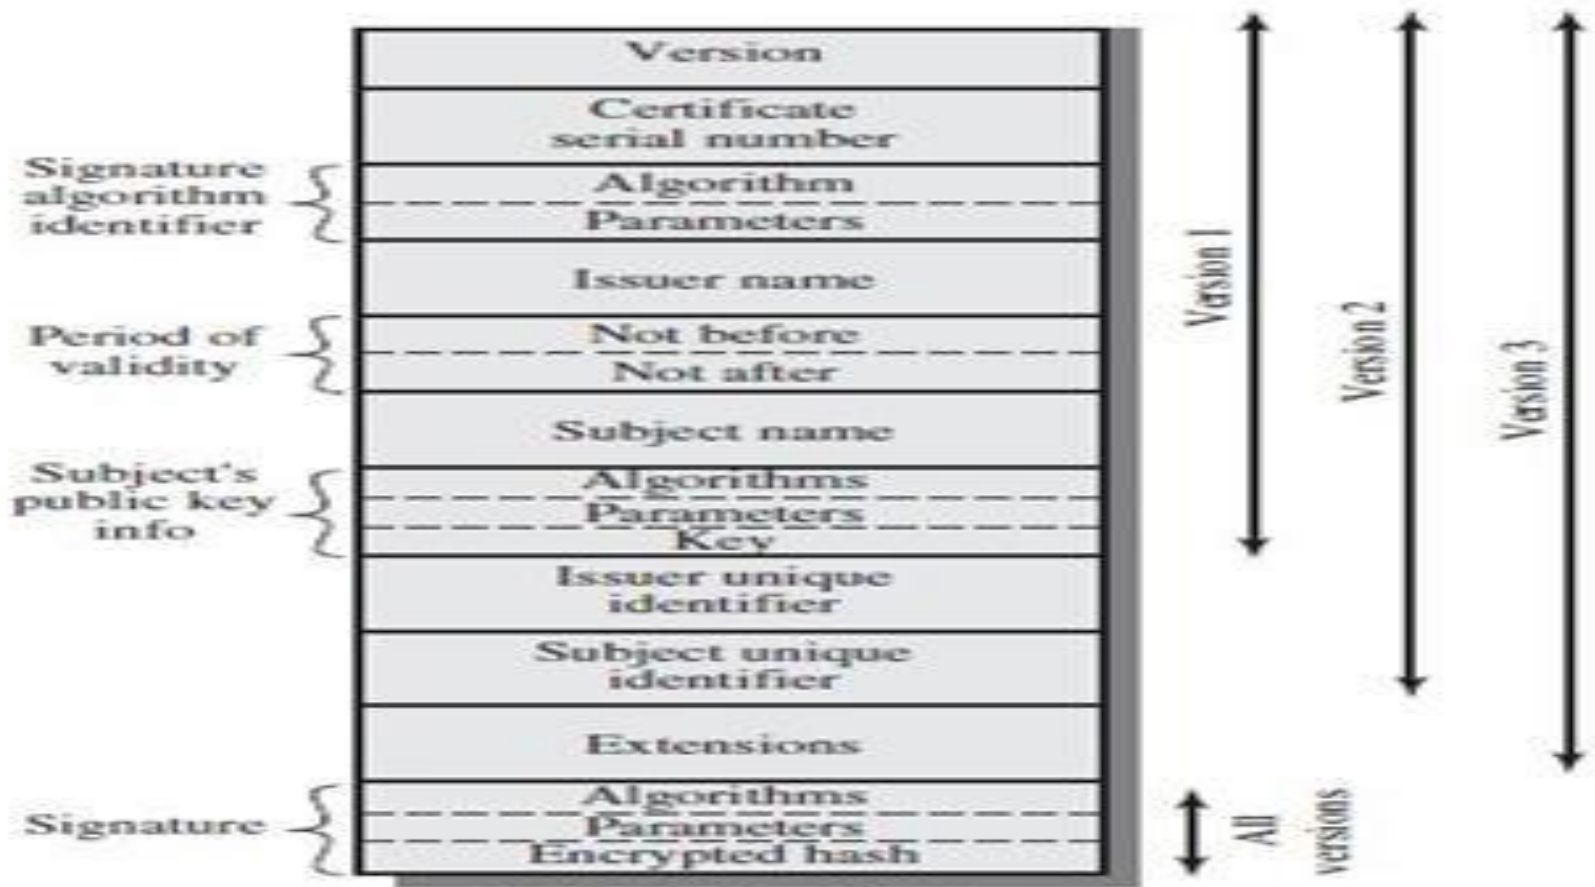 Version
Certificate
serial number
Signature
algorithm
identifier
Algorithm
Parameters
Issuer name
Period of
validity
Not before
Not after
Subject name
Subject's
public key
info
Algorithms
Parameters
Key
Issuer unique
identifier
Subject unique
identifier
Extensions
Signature
Algorithms
Parameters
Encrypted hash
Version 1
Version 2
Version 3
All
versions